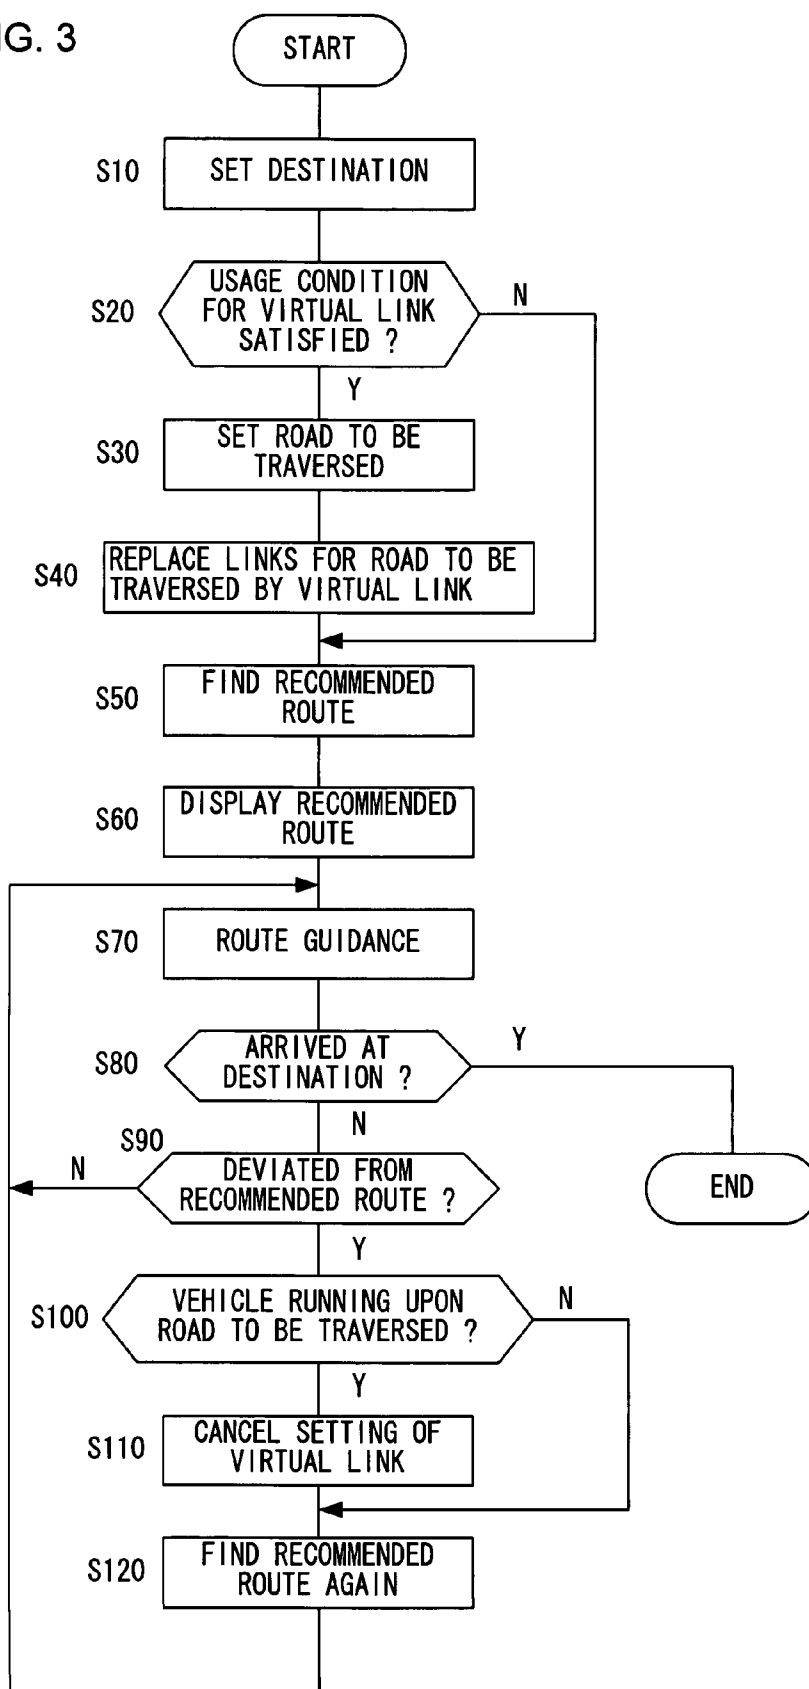 G. 3
START
S10
SET DESTINATION
S20
USAGE CONDITION
FOR VIRTUAL LINK
SATISFIED ?
N
Y
S30
SET ROAD TO BE
TRAVERSED
S40
REPLACE LINKS FOR ROAD TO BE
TRAVERSED BY VIRTUAL LINK
S50
FIND RECOMMENDED
ROUTE
S60
DISPLAY RECOMMENDED
ROUTE
S70
ROUTE GUIDANCE
S80
ARRIVED AT
DESTINATION ?
Y
N
S90
N
DEVIATED FROM
RECOMMENDED ROUTE ?
END
Y
S100
VEHICLE RUNNING UPON
ROAD TO BE TRAVERSED ?
N
Y
S110
CANCEL SETTING OF
VIRTUAL LINK
S120
FIND RECOMMENDED
ROUTE AGAIN